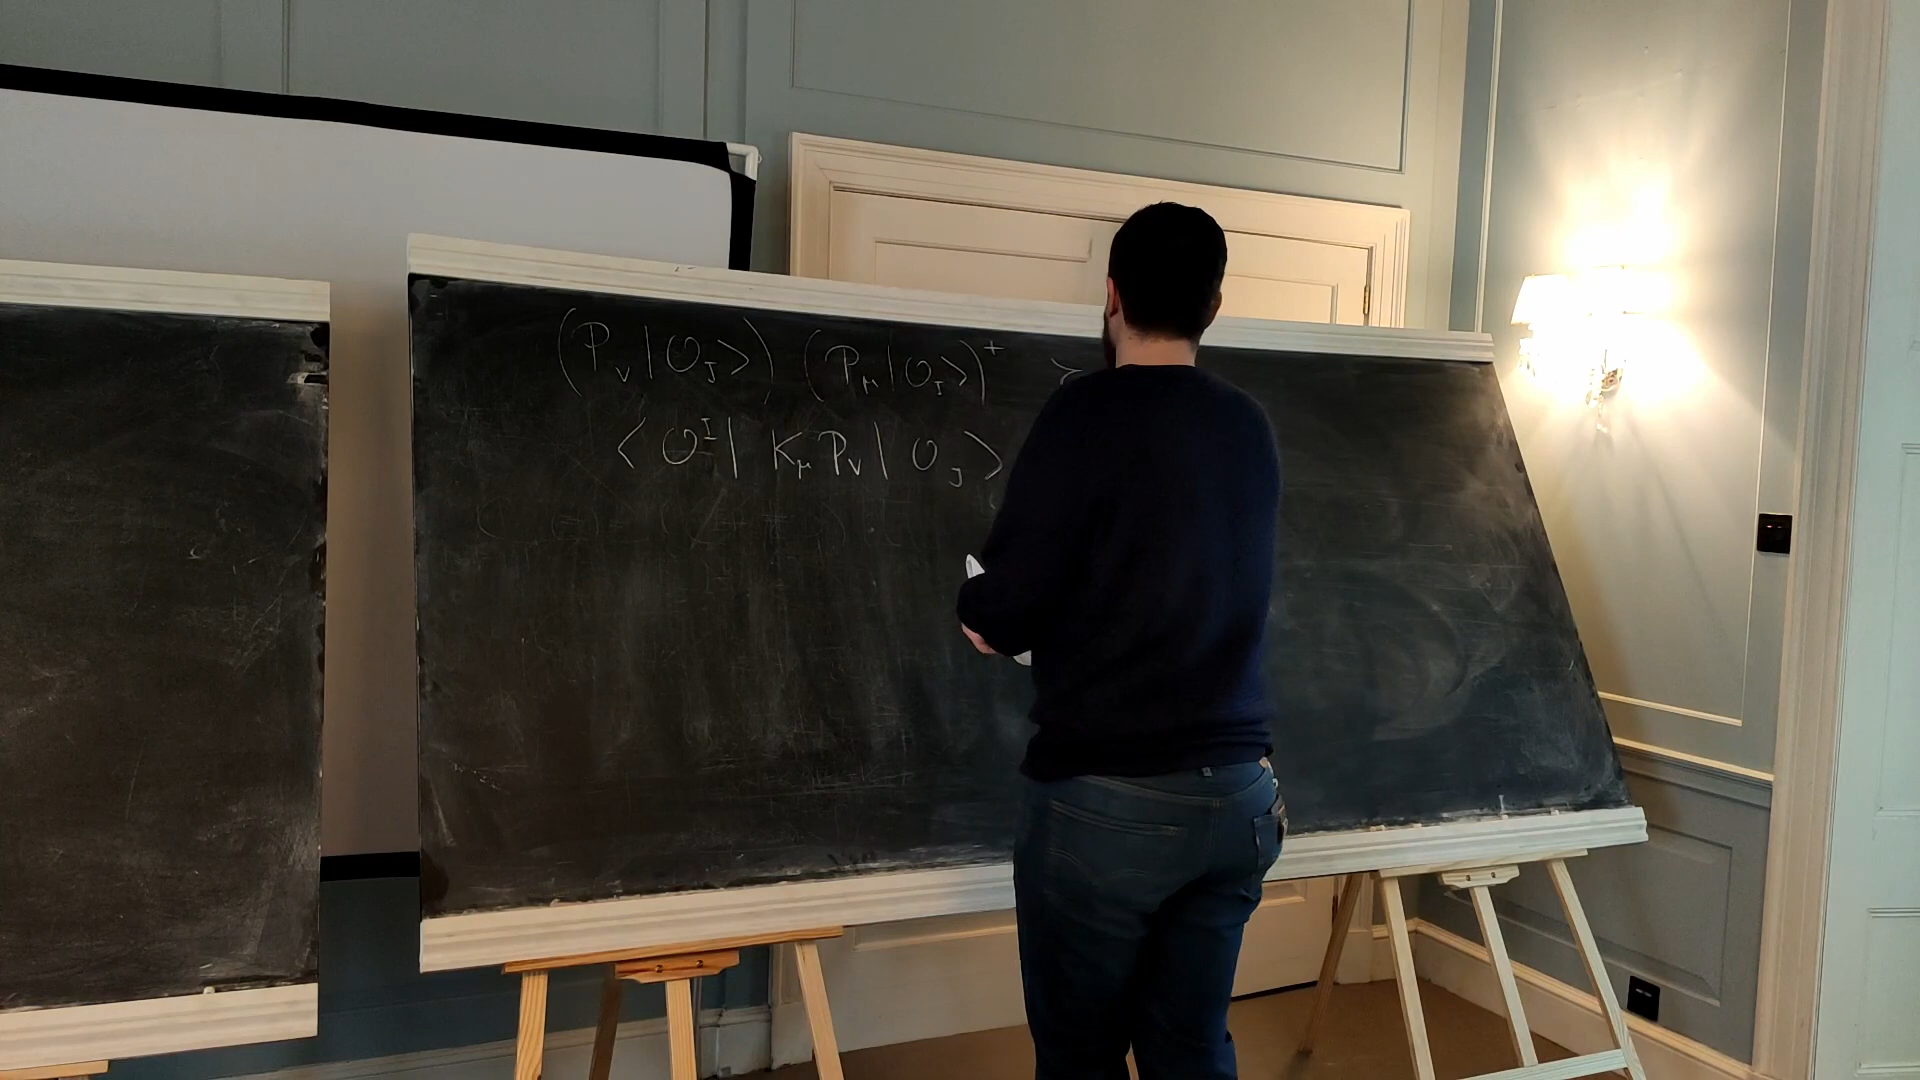 (P_ν|O_J>) (P_μ|O_I>)^+ ≥
<O^I| K_μ P_ν | O_J>